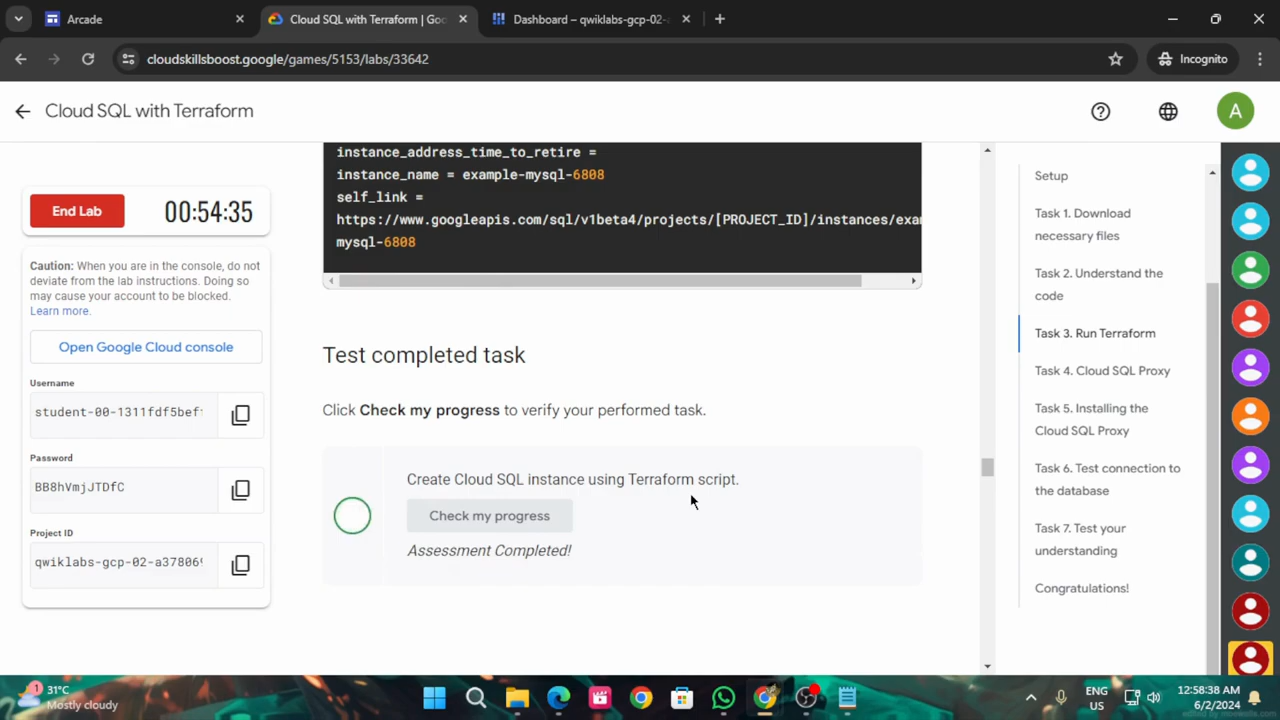 Arcade
Cloud SQL with Terraform | Goo
Dashboard – qwiklabs-gcp-02-
cloudskillsboost.google/games/5153/labs/33642
Incognito
Cloud SQL with Terraform
A
End Lab
00:54:35
Caution: When you are in the console, do not
deviate from the lab instructions. Doing so
may cause your account to be blocked.
Learn more.
Open Google Cloud console
Username
student-00-1311fdf5bef
Password
BB8hVmjJTDfC
Project ID
qwiklabs-gcp-02-a37806
instance_address_time_to_retire =
instance_name = example-mysql-6808
self_link =
https://www.googleapis.com/sql/v1beta4/projects/[PROJECT_ID]/instances/exa
mysql-6808
Test completed task
Click Check my progress to verify your performed task.
Create Cloud SQL instance using Terraform script.
Check my progress
Assessment Completed!
Setup
Task 1. Download
necessary files
Task 2. Understand the
code
Task 3. Run Terraform
Task 4. Cloud SQL Proxy
Task 5. Installing the
Cloud SQL Proxy
Task 6. Test connection to
the database
Task 7. Test your
understanding
Congratulations!
1
31°C
Mostly cloudy
ENG
US
12:58:38 AM
6/2/2024